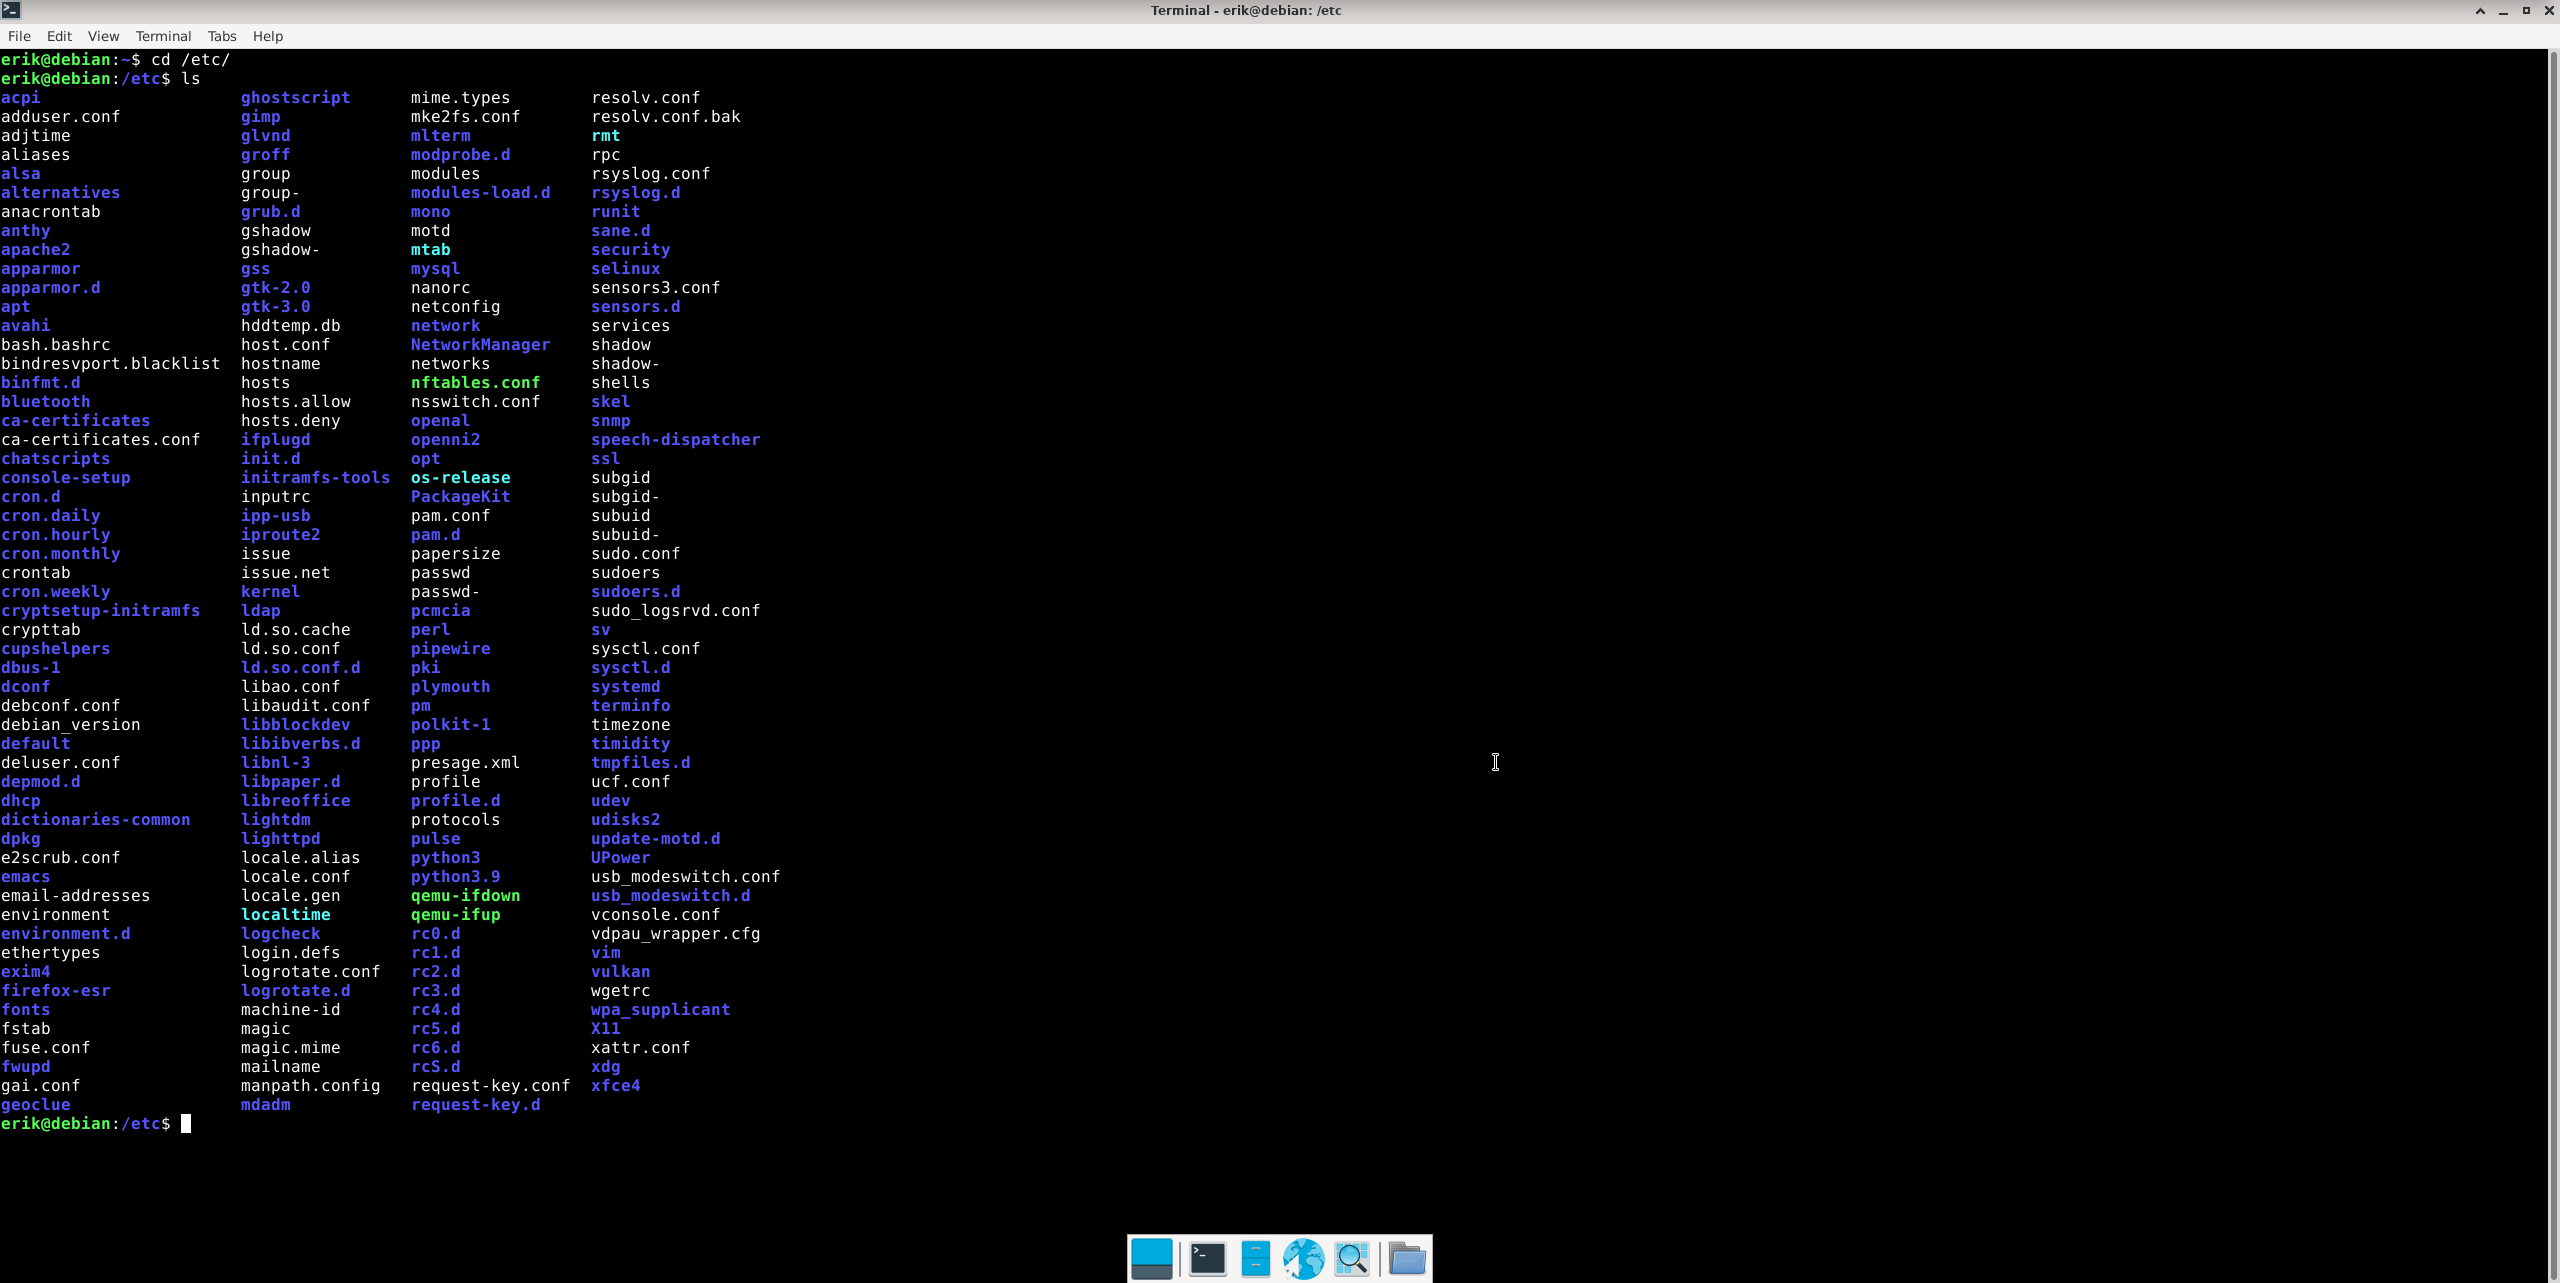 Terminal - erik@debian: /etc
File Edit View Terminal Tabs Help
erik@debian:~$ cd /etc/
erik@debian:/etc$ ls
acpi ghostscript mime.types resolv.conf
adduser.conf gimp mke2fs.conf resolv.conf.bak
adjtime glvnd mlterm rmt
aliases groff modprobe.d rpc
alsa group modules rsyslog.conf
alternatives group- modules-load.d rsyslog.d
anacrontab grub.d mono runit
anthy gshadow motd sane.d
apache2 gshadow- mtab security
apparmor gss mysql selinux
apparmor.d gtk-2.0 nanorc sensors3.conf
apt gtk-3.0 netconfig sensors.d
avahi hddtemp.db network services
bash.bashrc host.conf NetworkManager shadow
bindresvport.blacklist hostname networks shadow-
binfmt.d hosts nftables.conf shells
bluetooth hosts.allow nsswitch.conf skel
ca-certificates hosts.deny openal snmp
ca-certificates.conf ifplugd openni2 speech-dispatcher
chatscripts init.d opt ssl
console-setup initramfs-tools os-release subgid
cron.d inputrc PackageKit subgid-
cron.daily ipp-usb pam.conf subuid
cron.hourly iproute2 pam.d subuid-
cron.monthly issue papersize sudo.conf
crontab issue.net passwd sudoers
cron.weekly kernel passwd- sudoers.d
cryptsetup-initramfs ldap pcmcia sudo_logsrvd.conf
crypttab ld.so.cache perl sv
cupshelpers ld.so.conf pipewire sysctl.conf
dbus-1 ld.so.conf.d pki sysctl.d
dconf libao.conf plymouth systemd
debconf.conf libaudit.conf pm terminfo
debian_version libblockdev polkit-1 timezone
default libibverbs.d ppp timidity
deluser.conf libnl-3 presage.xml tmpfiles.d
depmod.d libpaper.d profile ucf.conf
dhcp libreoffice profile.d udev
dictionaries-common lightdm protocols udisks2
dpkg lighttpd pulse update-motd.d
e2scrub.conf locale.alias python3 UPower
emacs locale.conf python3.9 usb_modeswitch.conf
email-addresses locale.gen qemu-ifdown usb_modeswitch.d
environment localtime qemu-ifup vconsole.conf
environment.d logcheck rc0.d vdpau_wrapper.cfg
ethertypes login.defs rc1.d vim
exim4 logrotate.conf rc2.d vulkan
firefox-esr logrotate.d rc3.d wgetrc
fonts machine-id rc4.d wpa_supplicant
fstab magic rc5.d X11
fuse.conf magic.mime rc6.d xattr.conf
fwupd mailname rcS.d xdg
gai.conf manpath.config request-key.conf xfce4
geoclue mdadm request-key.d
erik@debian:/etc$